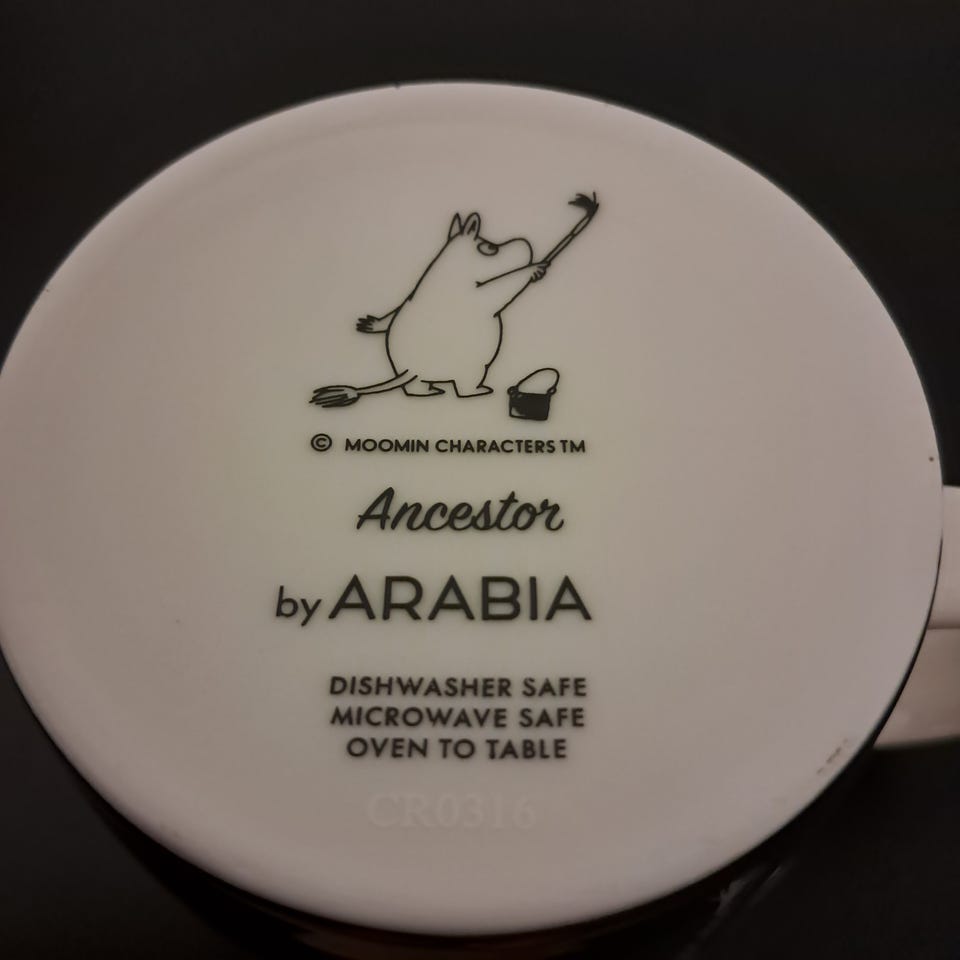 © MOOMIN CHARACTERS TM
Ancestor
by ARABIA
DISHWASHER SAFE
MICROWAVE SAFE
OVEN TO TABLE
CR0316